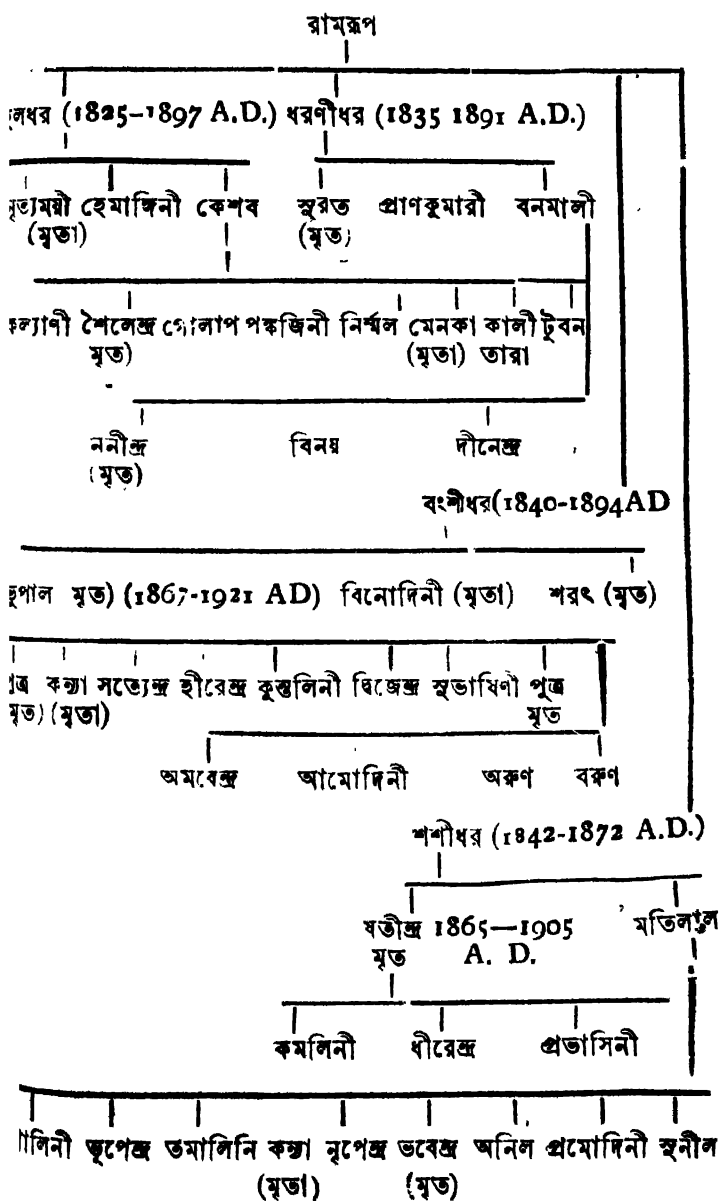 রামরূপ
(1825-1897 A.D.) ধরণীধর (1835 1891 A.D.)
হেমাঙ্গিনী কেশব সুরত প্রাণকুমারী বনমালী
(মৃতা) (মৃত)
শৈলেন্দ্র গোলাপ পঙ্কজিনী নির্ম্মল মেনকা কালী টুবন
মৃত) (মৃতা) তারা
ননীন্দ্র বিনয় দীনেন্দ্র
(মৃত)
বংশীধর(1840-1894AD
মৃত) (1867-1921 AD) বিনোদিনী (মৃতা) শরৎ (মৃত)
কন্যা সত্যেন্দ্র হীরেন্দ্র কুন্তলিনী দ্বিজেন্দ্র সুভাষিণী পুত্র
মৃত) (মৃতা) মৃত
অমরেন্দ্র আমোদিনী অরুণ বরুণ
শশীধর (1842-1872 A.D.)
যতীন্দ্র 1865—1905 মতিলাল
মৃত A. D.
কমলিনী ধীরেন্দ্র প্রভাসিনী
ভূপেন্দ্র তমালিনি কন্যা নৃপেন্দ্র ভবেন্দ্র অনিল প্রমোদিনী সুনীল
(মৃতা) (মৃত)